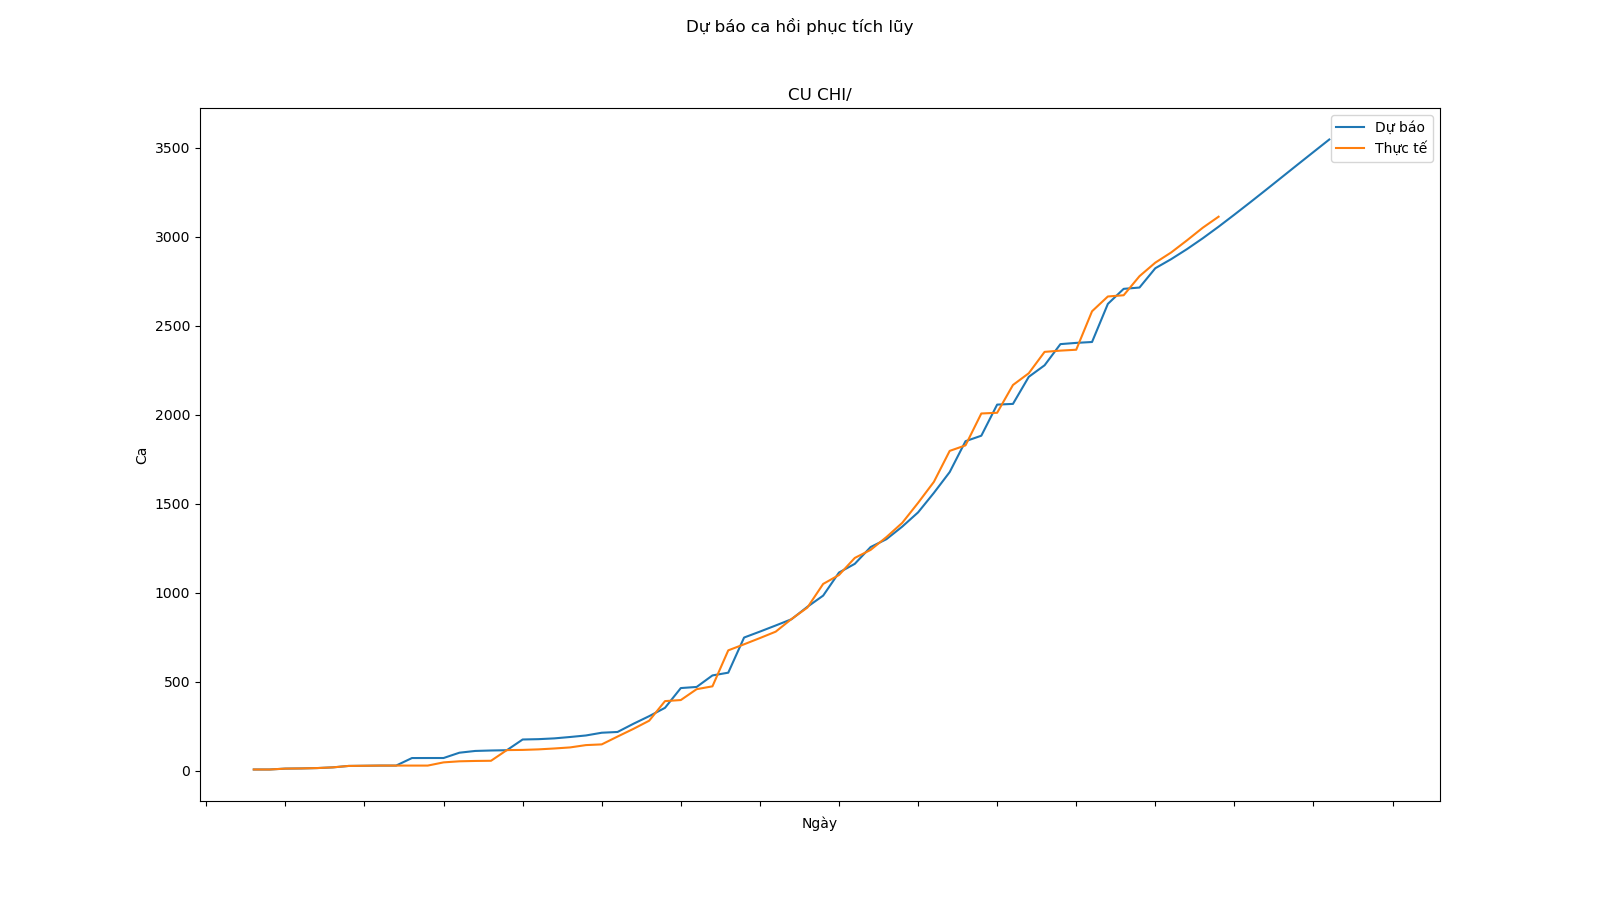 Dự báo ca hồi phục tích lũy
CU CHI/
Dự báo
Thực tế
3500
3000
2500
2000
1500
1000
500
0
Ca
Ngày